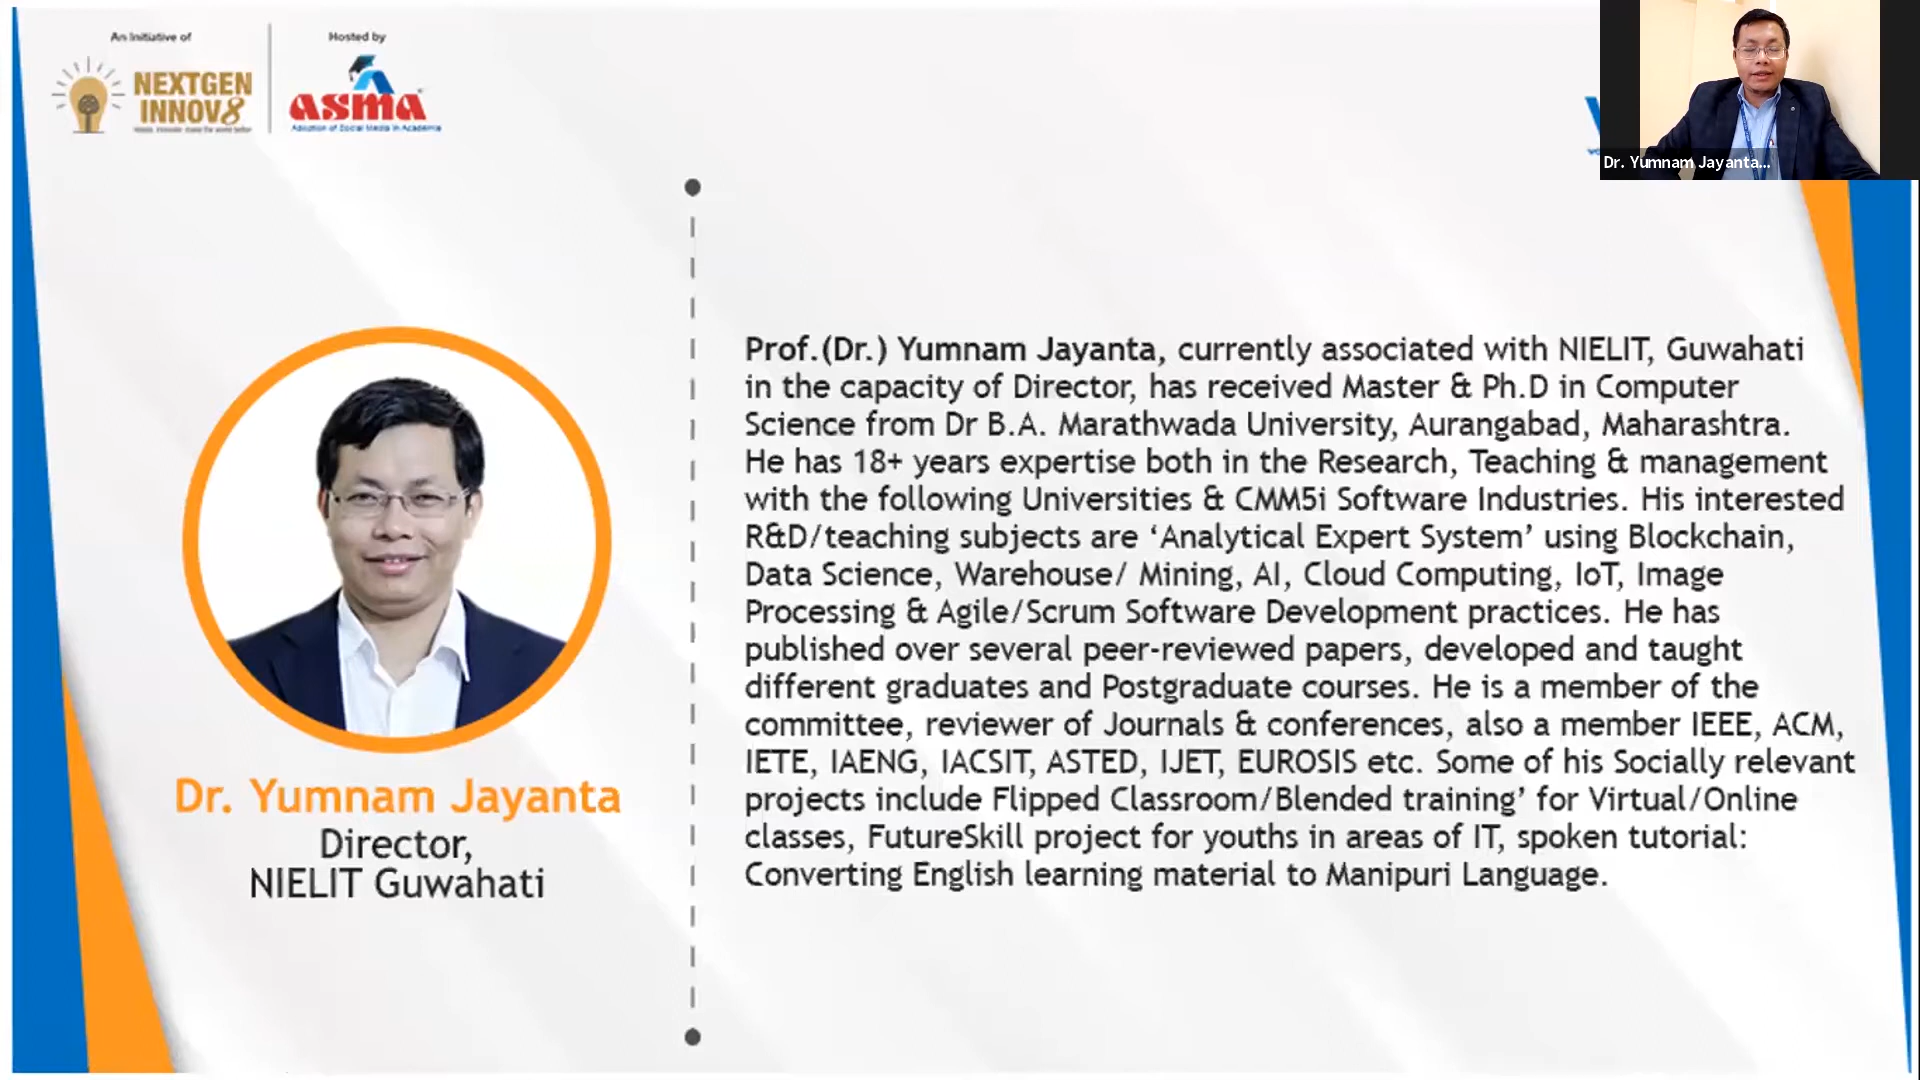 An Initiative of
NEXTGEN
INNOV8
Hosted by
ASMA
Adoption of Social Media in Academia
Dr. Yumnam Jayanta...
Dr. Yumnam Jayanta
Director,
NIELIT Guwahati
Prof.(Dr.) Yumnam Jayanta, currently associated with NIELIT, Guwahati
in the capacity of Director, has received Master & Ph.D in Computer
Science from Dr B.A. Marathwada University, Aurangabad, Maharashtra.
He has 18+ years expertise both in the Research, Teaching & management
with the following Universities & CMM5i Software Industries. His interested
R&D/teaching subjects are ‘Analytical Expert System’ using Blockchain,
Data Science, Warehouse/ Mining, AI, Cloud Computing, IoT, Image
Processing & Agile/Scrum Software Development practices. He has
published over several peer-reviewed papers, developed and taught
different graduates and Postgraduate courses. He is a member of the
committee, reviewer of Journals & conferences, also a member IEEE, ACM,
IETE, IAENG, IACSIT, ASTED, IJET, EUROSIS etc. Some of his Socially relevant
projects include Flipped Classroom/Blended training’ for Virtual/Online
classes, FutureSkill project for youths in areas of IT, spoken tutorial:
Converting English learning material to Manipuri Language.